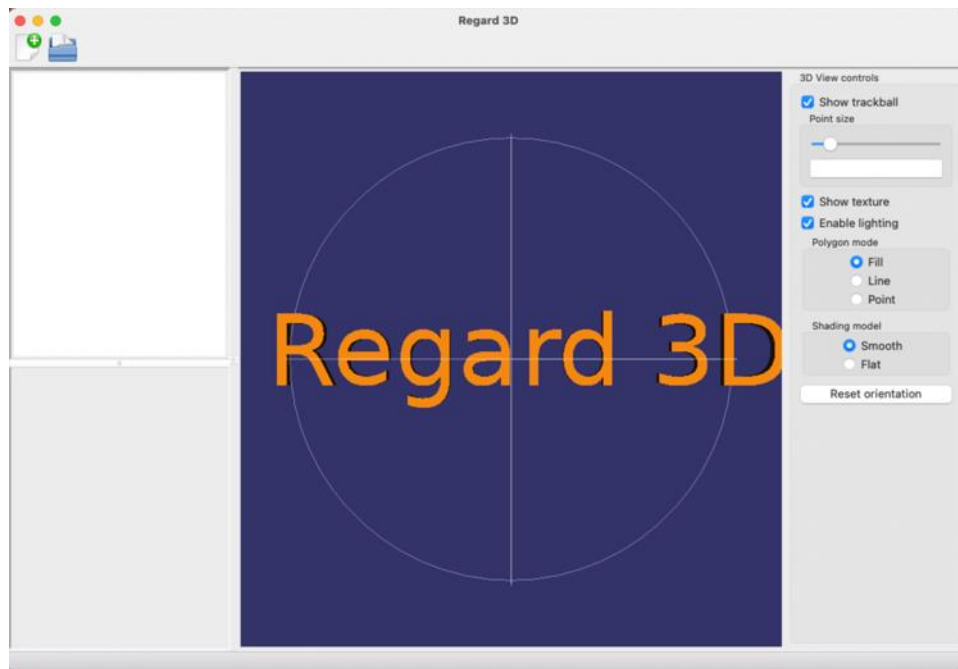 Regard 3D
3D View controls
Show trackball
Point size
Show texture
Enable lighting
Polygon mode
Fill
Line
Point
Shading model
Smooth
Flat
Reset orientation
Regard 3D